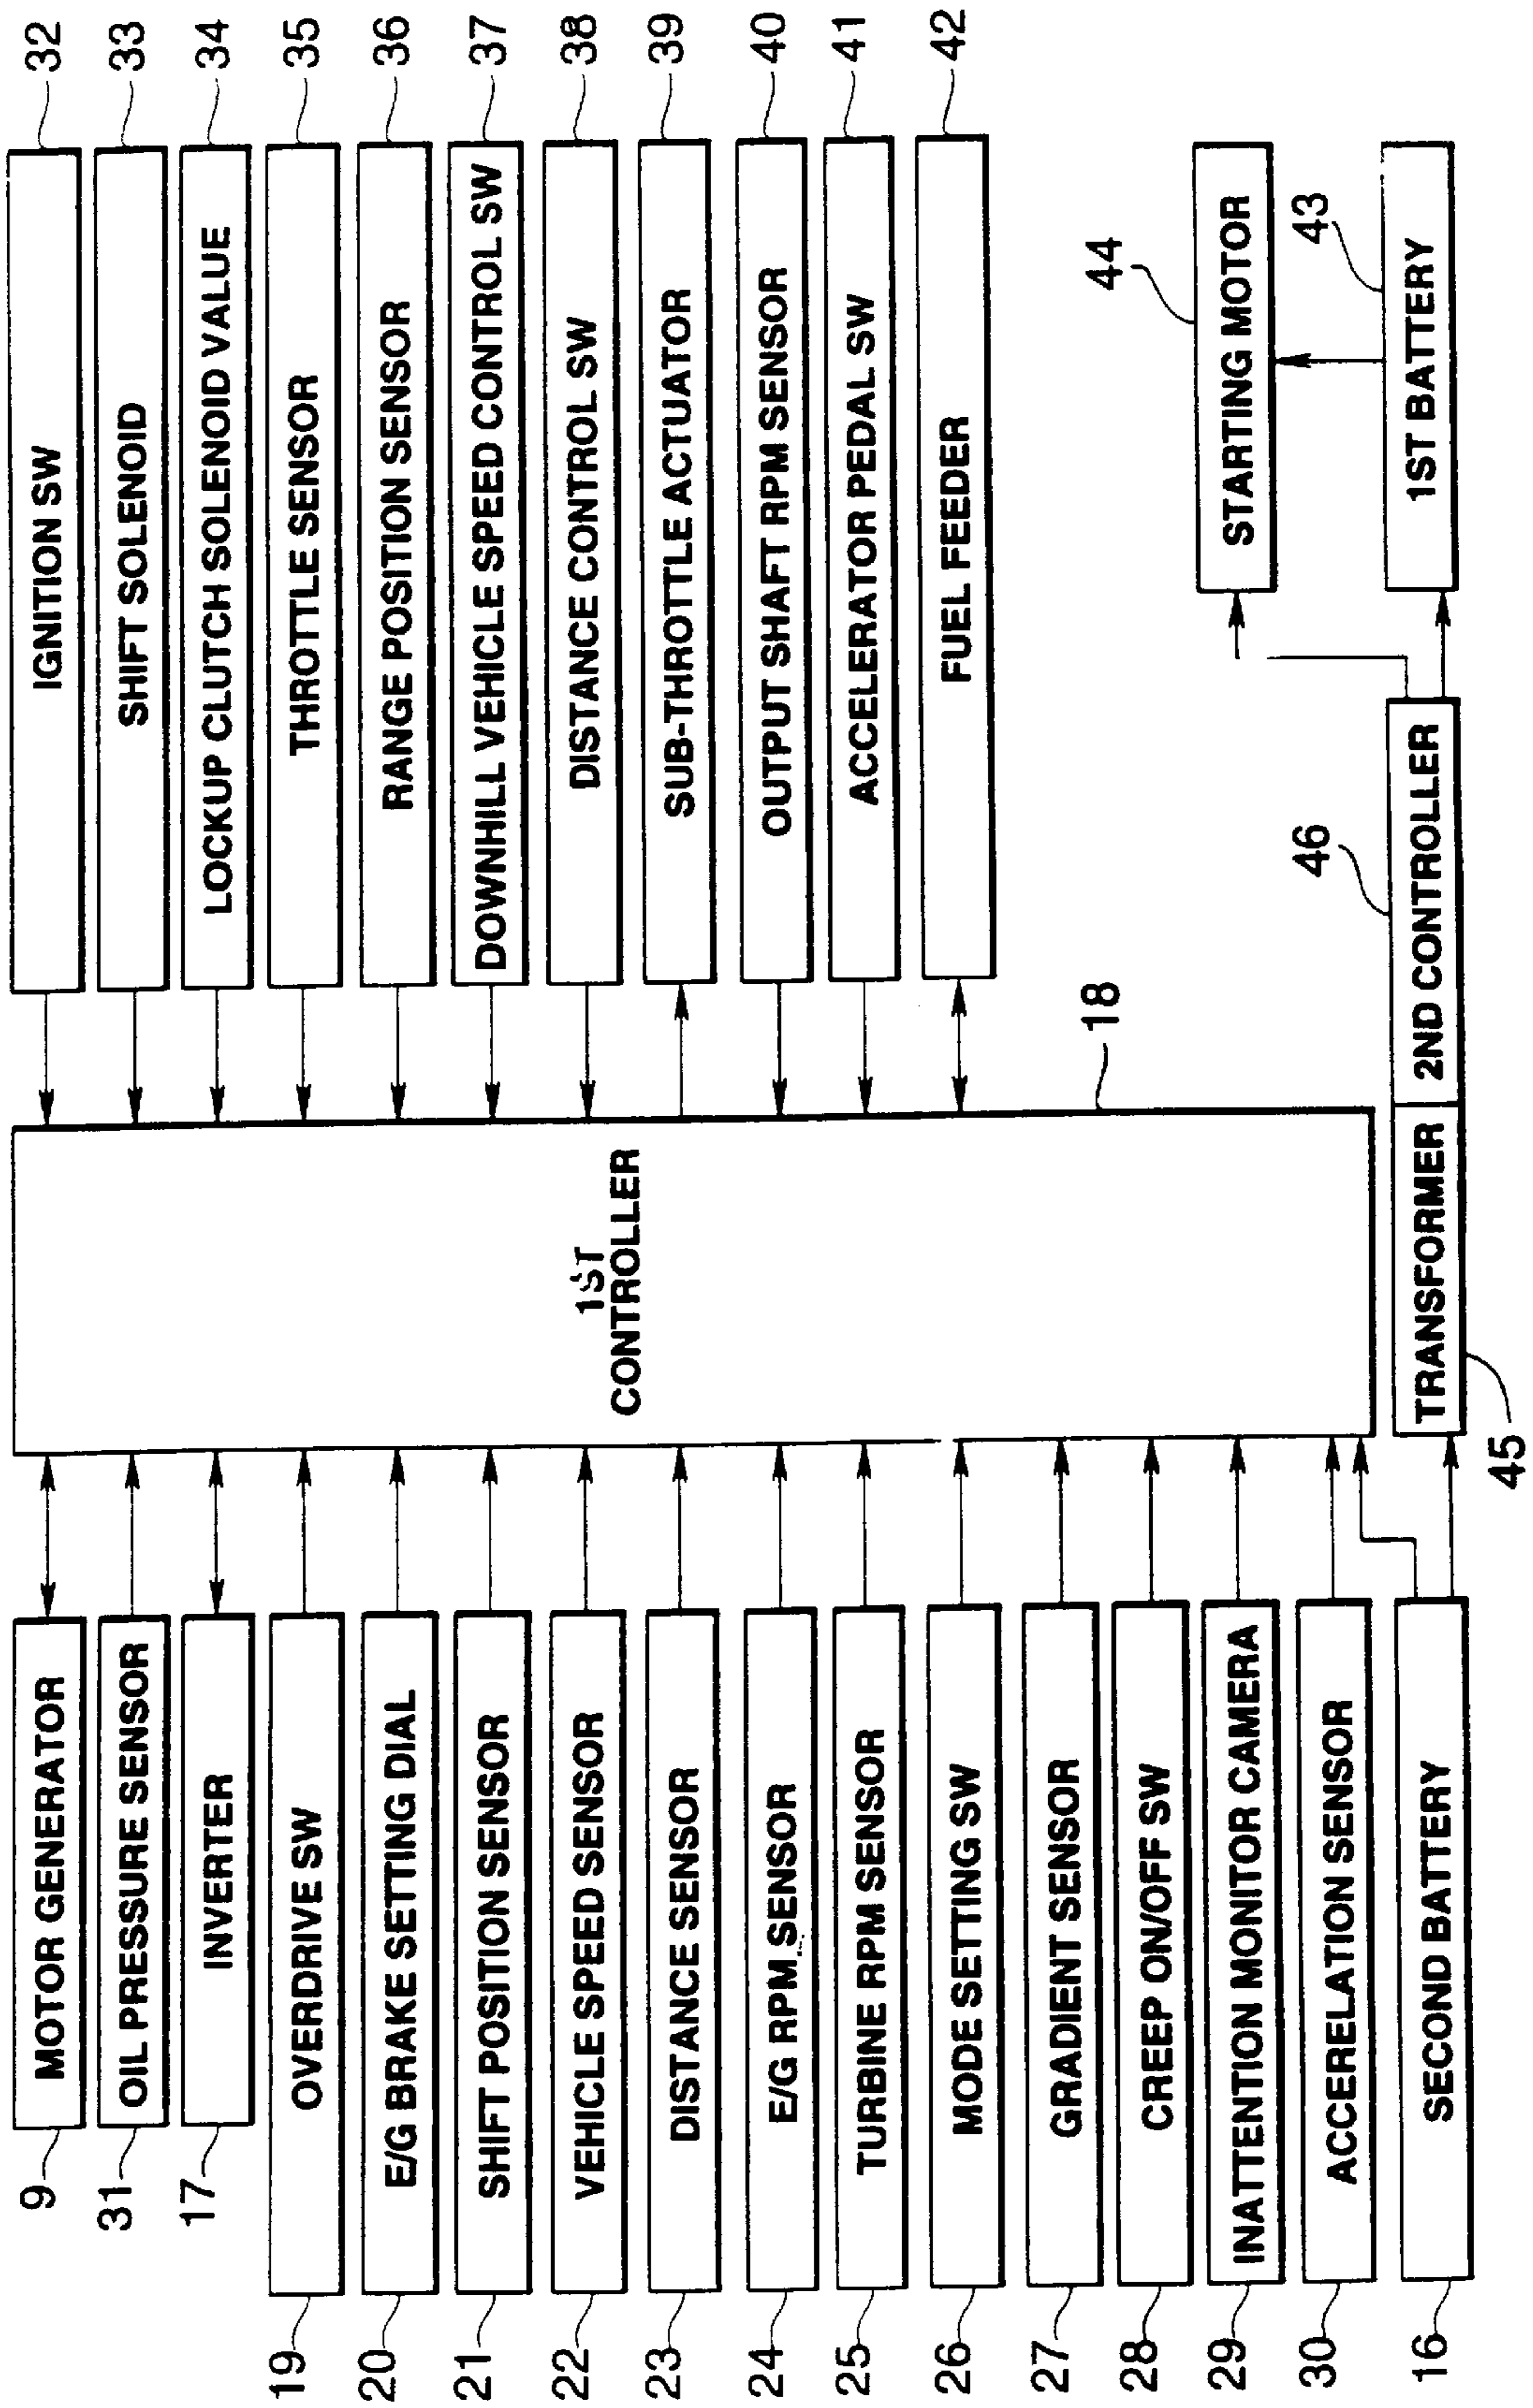 9 MOTOR GENERATOR
31 OIL PRESSURE SENSOR
17 INVERTER
19 OVERDRIVE SW
20 E/G BRAKE SETTING DIAL
21 SHIFT POSITION SENSOR
22 VEHICLE SPEED SENSOR
23 DISTANCE SENSOR
24 E/G RPM SENSOR
25 TURBINE RPM SENSOR
26 MODE SETTING SW
27 GRADIENT SENSOR
28 CREEP ON/OFF SW
29 INATTENTION MONITOR CAMERA
30 ACCERELATION SENSOR
16 SECOND BATTERY
1ST
CONTROLLER
18
IGNITION SW 32
SHIFT SOLENOID 33
LOCKUP CLUTCH SOLENOID VALUE 34
THROTTLE SENSOR 35
RANGE POSITION SENSOR 36
DOWNHILL VEHICLE SPEED CONTROL SW 37
DISTANCE CONTROL SW 38
SUB-THROTTLE ACTUATOR 39
OUTPUT SHAFT RPM SENSOR 40
ACCELERATOR PEDAL SW 41
FUEL FEEDER 42
44
STARTING MOTOR
43
1ST BATTERY
46
TRANSFORMER 2ND CONTROLLER
45